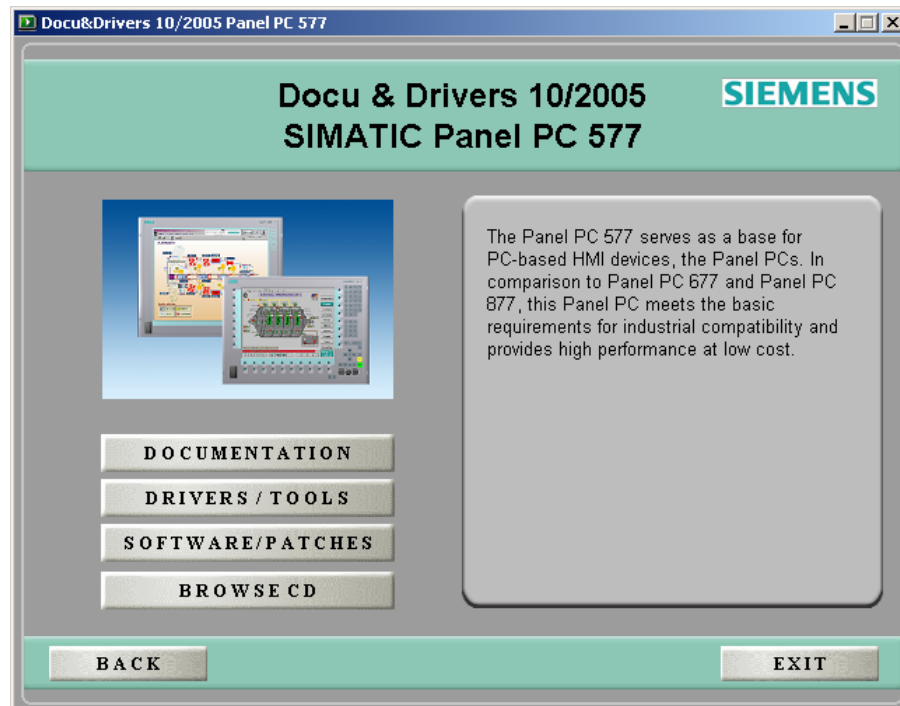 Docu&Drivers 10/2005 Panel PC 577
Docu & Drivers 10/2005
SIMATIC Panel PC 577
SIEMENS
The Panel PC 577 serves as a base for
PC-based HMI devices, the Panel PCs. In
comparison to Panel PC 677 and Panel PC
877, this Panel PC meets the basic
requirements for industrial compatibility and
provides high performance at low cost.
DOCUMENTATION
DRIVERS / TOOLS
SOFTWARE/PATCHES
BROWSE CD
BACK
EXIT